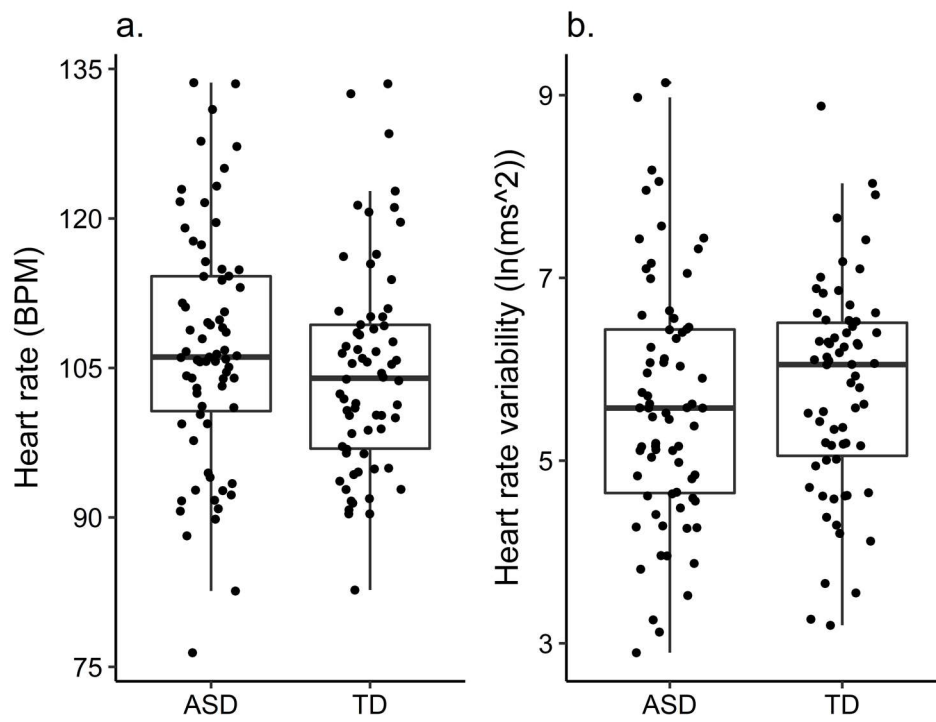 a.
Heart rate (BPM)
135
120
105
90
75
ASD TD
b.
Heart rate variability (ln(ms^2))
9
7
5
3
ASD TD